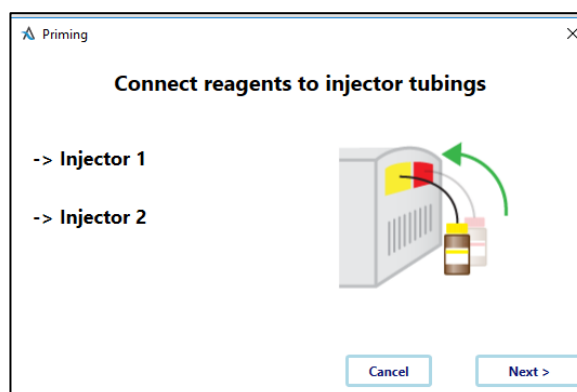 Priming
Connect reagents to injector tubings
-> Injector 1
-> Injector 2
Cancel
Next >